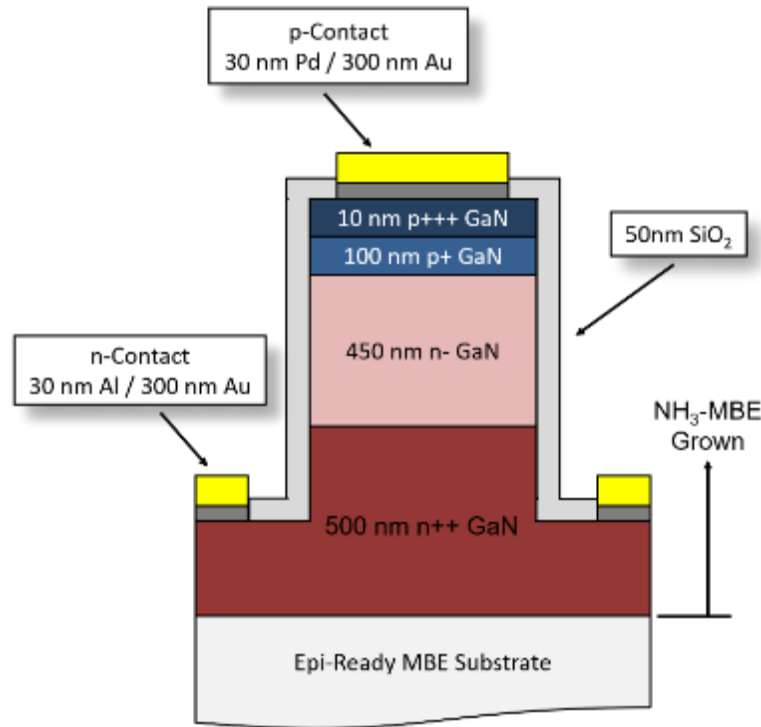 p-Contact
30 nm Pd / 300 nm Au
10 nm p+++ GaN
100 nm p+ GaN
50nm SiO₂
450 nm n- GaN
n-Contact
30 nm Al / 300 nm Au
NH₃-MBE
Grown
500 nm n++ GaN
Epi-Ready MBE Substrate